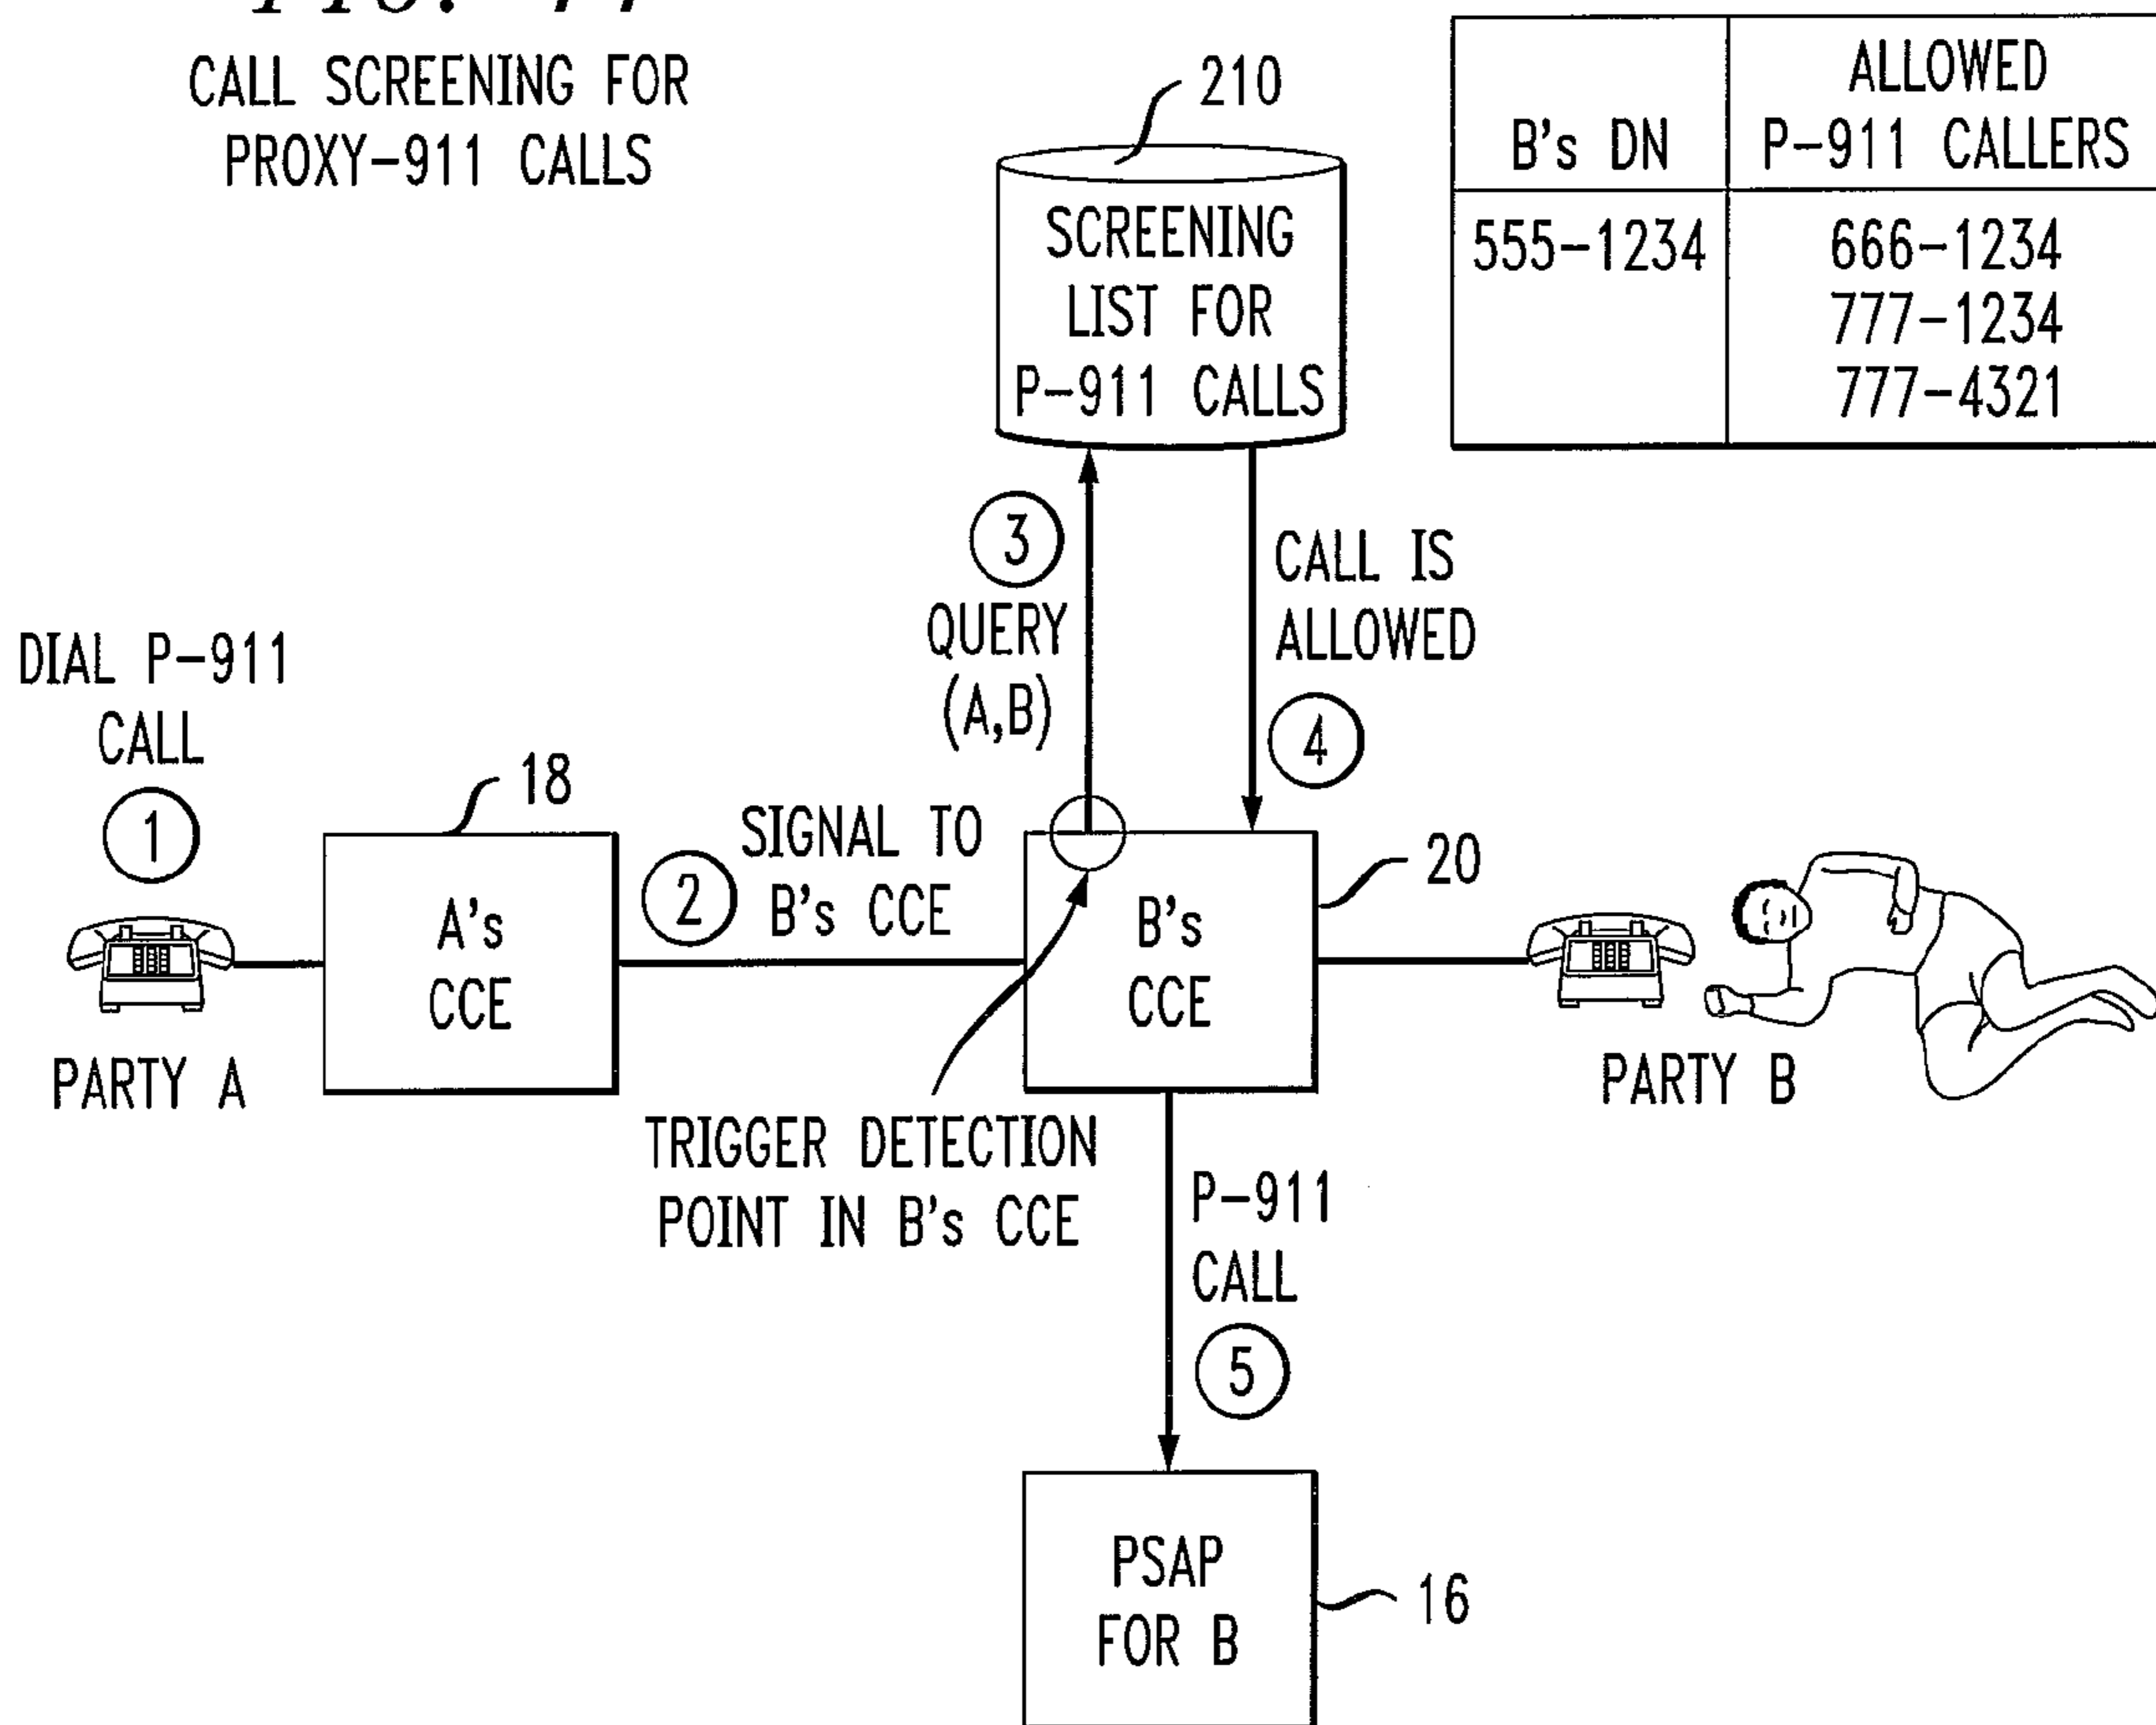 CALL SCREENING FOR
PROXY-911 CALLS
210
B's DN
ALLOWED
P-911 CALLERS
555-1234
666-1234
777-1234
777-4321
SCREENING
LIST FOR
P-911 CALLS
3
QUERY
(A,B)
CALL IS
ALLOWED
4
DIAL P-911
CALL
1
18
A's
CCE
PARTY A
2
SIGNAL TO
B's CCE
B's
CCE
20
PARTY B
TRIGGER DETECTION
POINT IN B's CCE
P-911
CALL
5
PSAP
FOR B
16